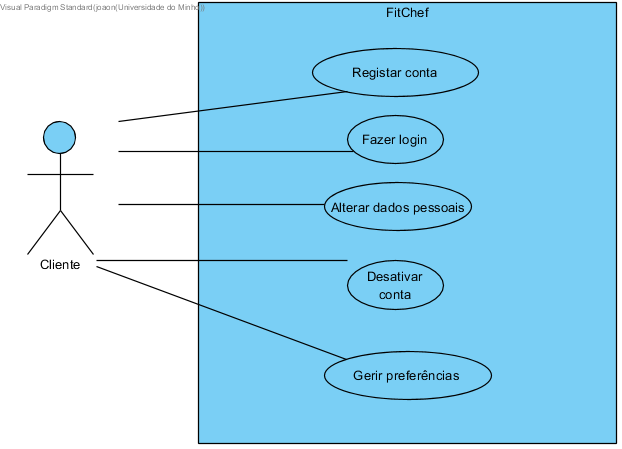 Visual Paradigm Standard(joaon(Universidade do Minho))
FitChef
Registar conta
Fazer login
Alterar dados pessoais
Desativar
conta
Cliente
Gerir preferências